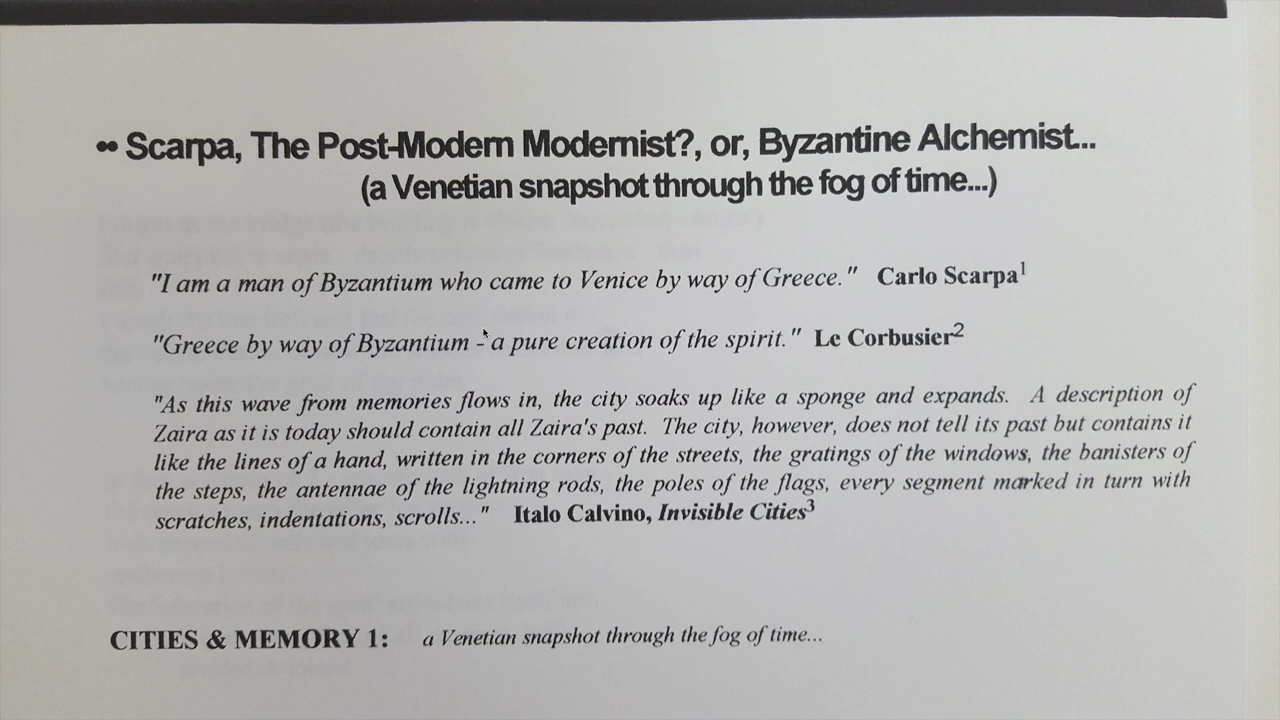 •• Scarpa, The Post-Modern Modernist?, or, Byzantine Alchemist...
(a Venetian snapshot through the fog of time...)
"I am a man of Byzantium who came to Venice by way of Greece." Carlo Scarpa1
"Greece by way of Byzantium - a pure creation of the spirit." Le Corbusier2
"As this wave from memories flows in, the city soaks up like a sponge and expands. A description of
Zaira as it is today should contain all Zaira's past. The city, however, does not tell its past but contains it
like the lines of a hand, written in the corners of the streets, the gratings of the windows, the banisters of
the steps, the antennae of the lightning rods, the poles of the flags, every segment marked in turn with
scratches, indentations, scrolls..." Italo Calvino, Invisible Cities3
CITIES & MEMORY 1: a Venetian snapshot through the fog of time...